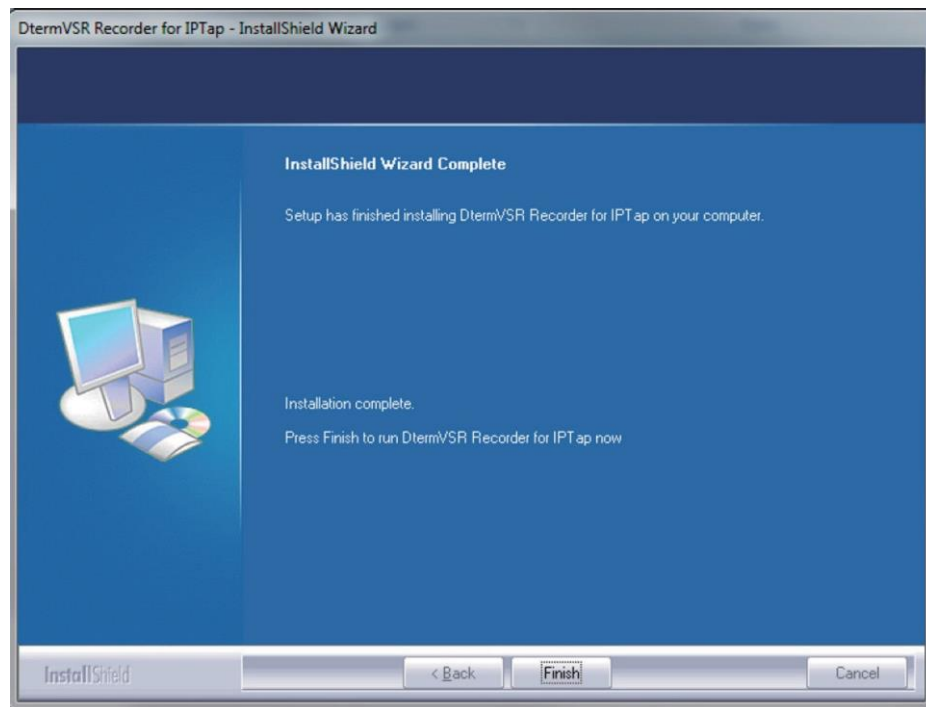 DtermVSR Recorder for IPTap - InstallShield Wizard
InstallShield Wizard Complete
Setup has finished installing DtermVSR Recorder for IPTap on your computer.
Installation complete.
Press Finish to run DtermVSR Recorder for IPTap now
InstallShield
< Back
Finish
Cancel